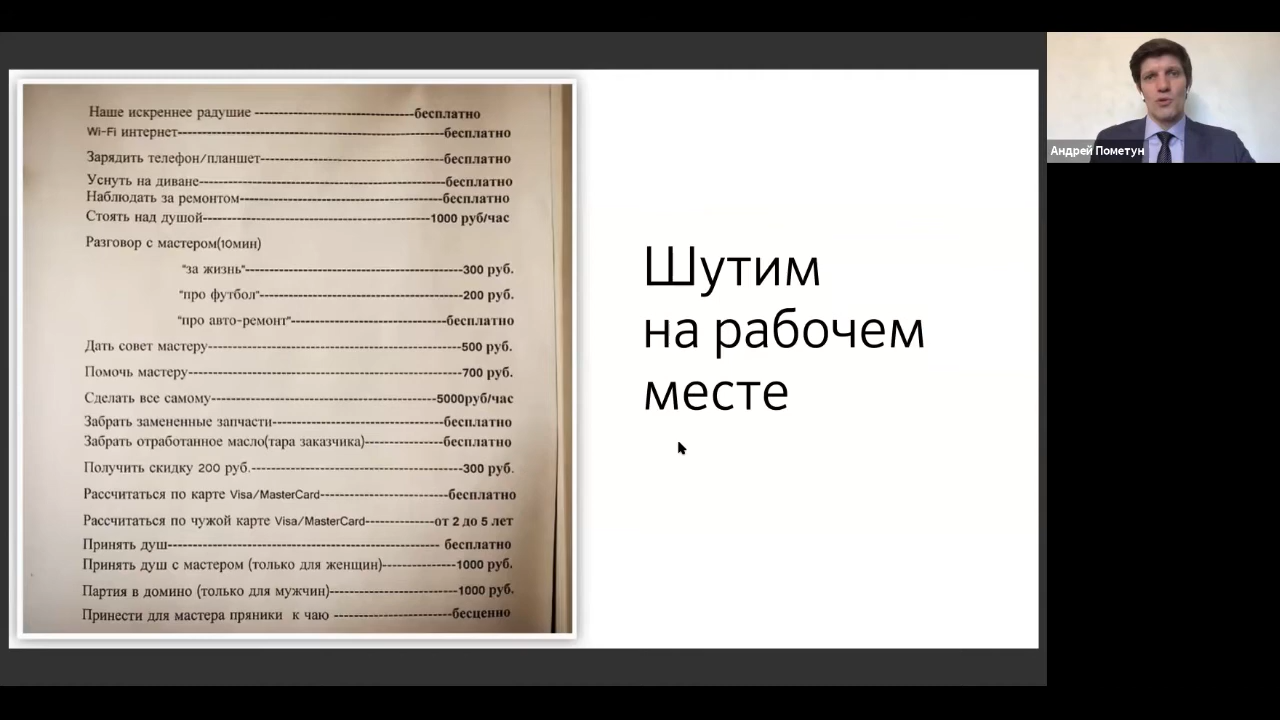 Наше искреннее радушие -------------------------------------бесплатно
Wi-Fi интернет---------------------------------------------------------бесплатно
Зарядить телефон/планшет---------------------------------------бесплатно
Уснуть на диване----------------------------------------------------бесплатно
Наблюдать за ремонтом------------------------------------------бесплатно
Стоять над душой------------------------------------------------1000 руб/час
Разговор с мастером(10мин)
"за жизнь"----------------------------------------------300 руб.
"про футбол"-------------------------------------------200 руб.
"про авто-ремонт"---------------------------------бесплатно
Дать совет мастеру------------------------------------------------------500 руб.
Помочь мастеру----------------------------------------------------------700 руб.
Сделать все самому-----------------------------------------------5000руб/час
Забрать замененные запчасти------------------------------------бесплатно
Забрать отработанное масло(тара заказчика)----------------бесплатно
Получить скидку 200 руб.---------------------------------------------300 руб.
Рассчитаться по карте Visa/MasterCard---------------------------бесплатно
Рассчитаться по чужой карте Visa/MasterCard--------------от 2 до 5 лет
Принять душ--------------------------------------------------------- бесплатно
Принять душ с мастером (только для женщин)---------------1000 руб.
Партия в домино (только для мужчин)---------------------------1000 руб.
Принести для мастера пряники к чаю -------------------------бесценно
Шутим
на рабочем
месте
Андрей Пометун